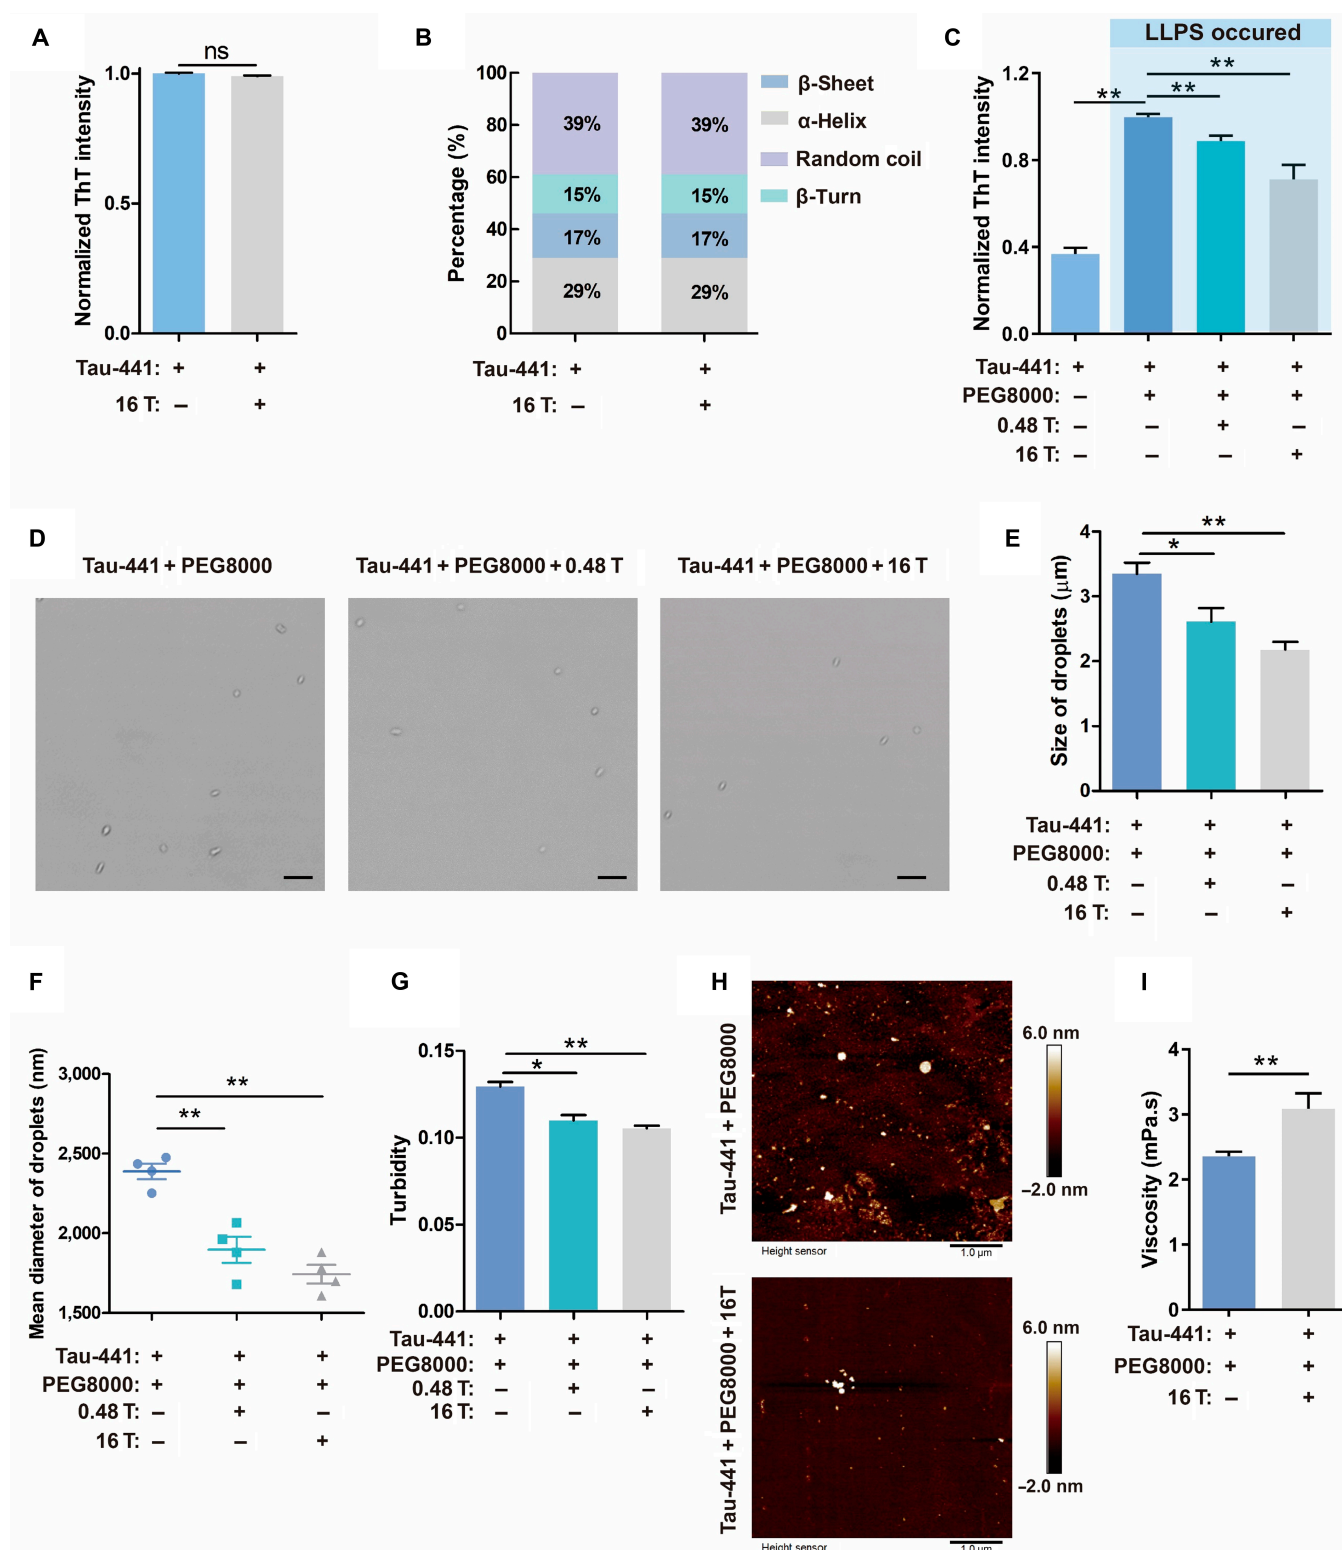 A
ns
Normalized ThT intensity
1.0
0.5
0.0
Tau-441: + +
16 T: – +
B
Percentage (%)
100
80
60
40
20
0
39% 39%
15% 15%
17% 17%
29% 29%
β-Sheet
α-Helix
Random coil
β-Turn
Tau-441: + +
16 T: – +
C
LLPS occured
**
** **
Normalized ThT intensity
1.2
0.8
0.4
0.0
Tau-441: + + + +
PEG8000: – + + +
0.48 T: – – + –
16 T: – – – +
D
Tau-441 + PEG8000
Tau-441 + PEG8000 + 0.48 T
Tau-441 + PEG8000 + 16 T
E
**
*
Size of droplets (μm)
4
3
2
1
0
Tau-441: + + +
PEG8000: + + +
0.48 T: – + –
16 T: – – +
F
**
**
Mean diameter of droplets (nm)
3,000
2,500
2,000
1,500
Tau-441: + + +
PEG8000: + + +
0.48 T: – + –
16 T: – – +
G
**
*
Turbidity
0.15
0.10
0.05
0.00
Tau-441: + + +
PEG8000: + + +
0.48 T: – + –
16 T: – – +
H
Tau-441 + PEG8000
6.0 nm
–2.0 nm
Height sensor
1.0 μm
Tau-441 + PEG8000 + 16T
6.0 nm
–2.0 nm
Height sensor
1.0 μm
I
**
Viscosity (mPa.s)
4
3
2
1
0
Tau-441: + +
PEG8000: + +
16 T: – +